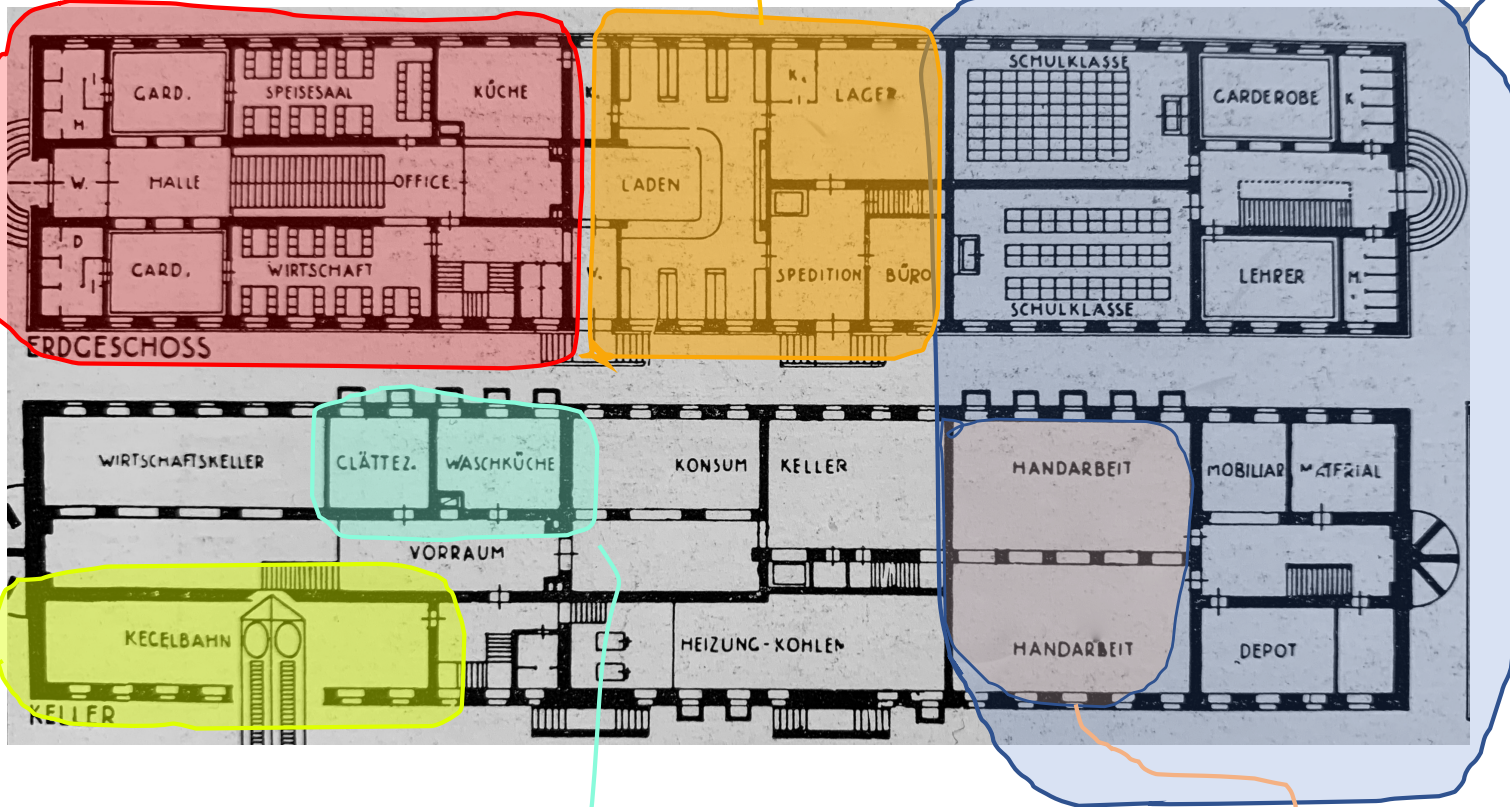 SCHULKLASSE
GARD.
SPEISESAAL
KÜCHE
K.
K.
LAGER
GARDEROBE
K
H
W.
HALLE
OFFICE
LADEN
D
GARD.
WIRTSCHAFT
SPEDITION
BÜRO
LEHRER
M.
SCHULKLASSE
ERDGESCHOSS
WIRTSCHAFTSKELLER
GLÄTTEZ.
WASCHKÜCHE
KONSUM
KELLER
HANDARBEIT
MOBILIAR
MATERIAL
VORRAUM
KEGELBAHN
HEIZUNG-KOHLEN
HANDARBEIT
DEPOT
KELLER